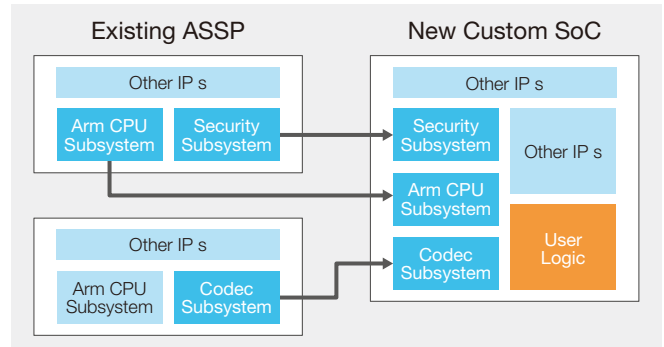 Existing ASSP
Other IP s
Arm CPU
Subsystem
Security
Subsystem
Other IP s
Arm CPU
Subsystem
Codec
Subsystem
New Custom SoC
Other IP s
Security
Subsystem
Other IP s
Arm CPU
Subsystem
Codec
Subsystem
User
Logic